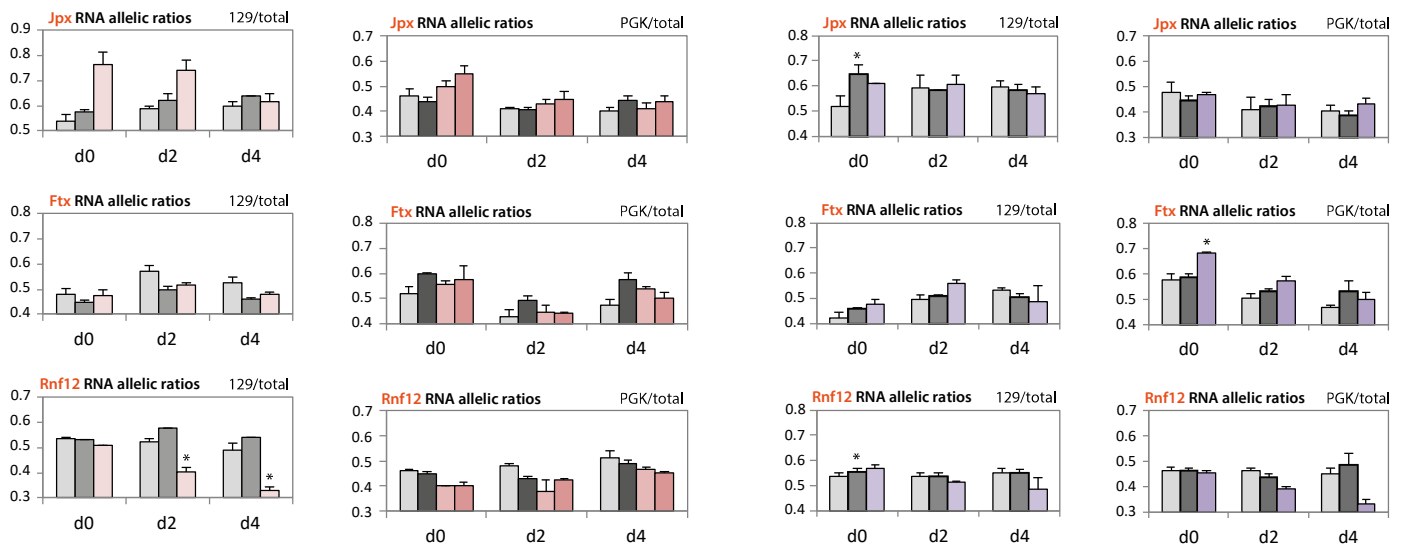 Jpx RNA allelic ratios 129/total
0.9
0.8
0.7
0.6
0.5
d0 d2 d4
Jpx RNA allelic ratios PGK/total
0.7
0.6
0.5
0.4
0.3
d0 d2 d4
Jpx RNA allelic ratios 129/total
0.8
0.7
0.6
0.5
0.4
*
d0 d2 d4
Jpx RNA allelic ratios PGK/total
0.7
0.6
0.5
0.4
0.3
d0 d2 d4
Ftx RNA allelic ratios 129/total
0.8
0.7
0.6
0.5
0.4
d0 d2 d4
Ftx RNA allelic ratios PGK/total
0.8
0.7
0.6
0.5
0.4
d0 d2 d4
Ftx RNA allelic ratios 129/total
0.8
0.7
0.6
0.5
0.4
d0 d2 d4
Ftx RNA allelic ratios PGK/total
0.8
0.7
0.6
0.5
0.4
*
d0 d2 d4
Rnf12 RNA allelic ratios 129/total
0.7
0.6
0.5
0.4
0.3
*
*
d0 d2 d4
Rnf12 RNA allelic ratios PGK/total
0.7
0.6
0.5
0.4
0.3
d0 d2 d4
Rnf12 RNA allelic ratios 129/total
0.8
0.7
0.6
0.5
0.4
*
d0 d2 d4
Rnf12 RNA allelic ratios PGK/total
0.7
0.6
0.5
0.4
0.3
d0 d2 d4